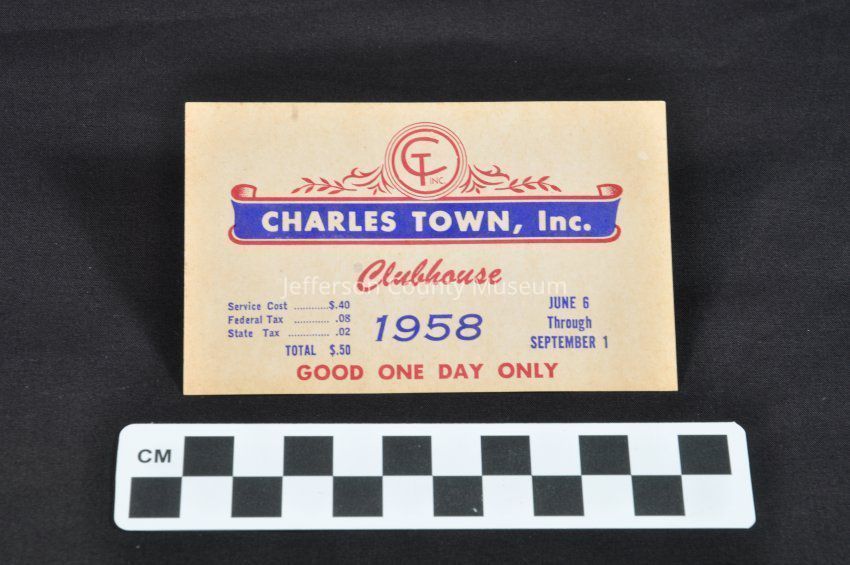 CT
INC.
CHARLES TOWN, Inc.
Clubhouse
Jefferson County Museum
Service Cost ............$.40
Federal Tax ............ .08
State Tax .............. .02
TOTAL $.50
1958
JUNE 6
Through
SEPTEMBER 1
GOOD ONE DAY ONLY
CM